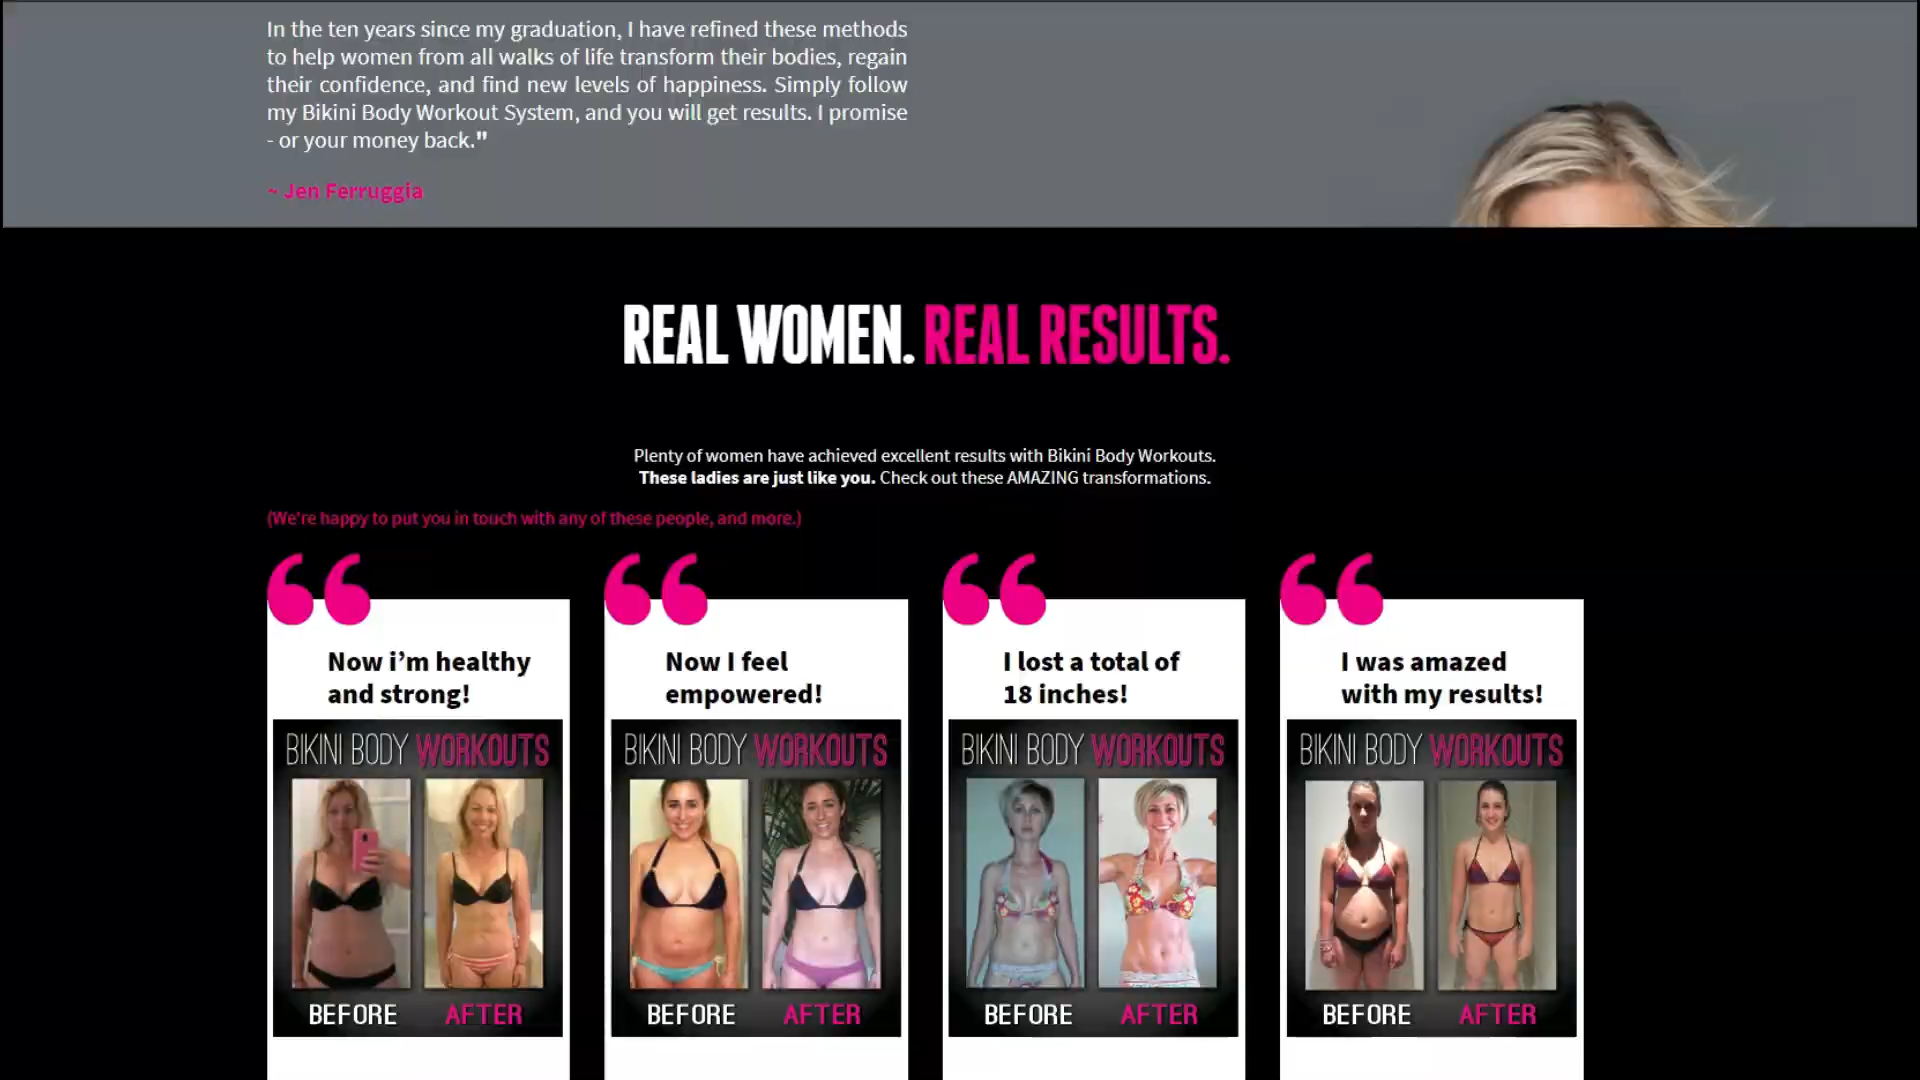 In the ten years since my graduation, I have refined these methods
to help women from all walks of life transform their bodies, regain
their confidence, and find new levels of happiness. Simply follow
my Bikini Body Workout System, and you will get results. I promise
- or your money back."
~ Jen Ferruggia
REAL WOMEN. REAL RESULTS.
Plenty of women have achieved excellent results with Bikini Body Workouts.
These ladies are just like you. Check out these AMAZING transformations.
(We're happy to put you in touch with any of these people, and more.)
Now i’m healthy
and strong!
BIKINI BODY WORKOUTS
BEFORE AFTER
Now I feel
empowered!
BIKINI BODY WORKOUTS
BEFORE AFTER
I lost a total of
18 inches!
BIKINI BODY WORKOUTS
BEFORE AFTER
I was amazed
with my results!
BIKINI BODY WORKOUTS
BEFORE AFTER